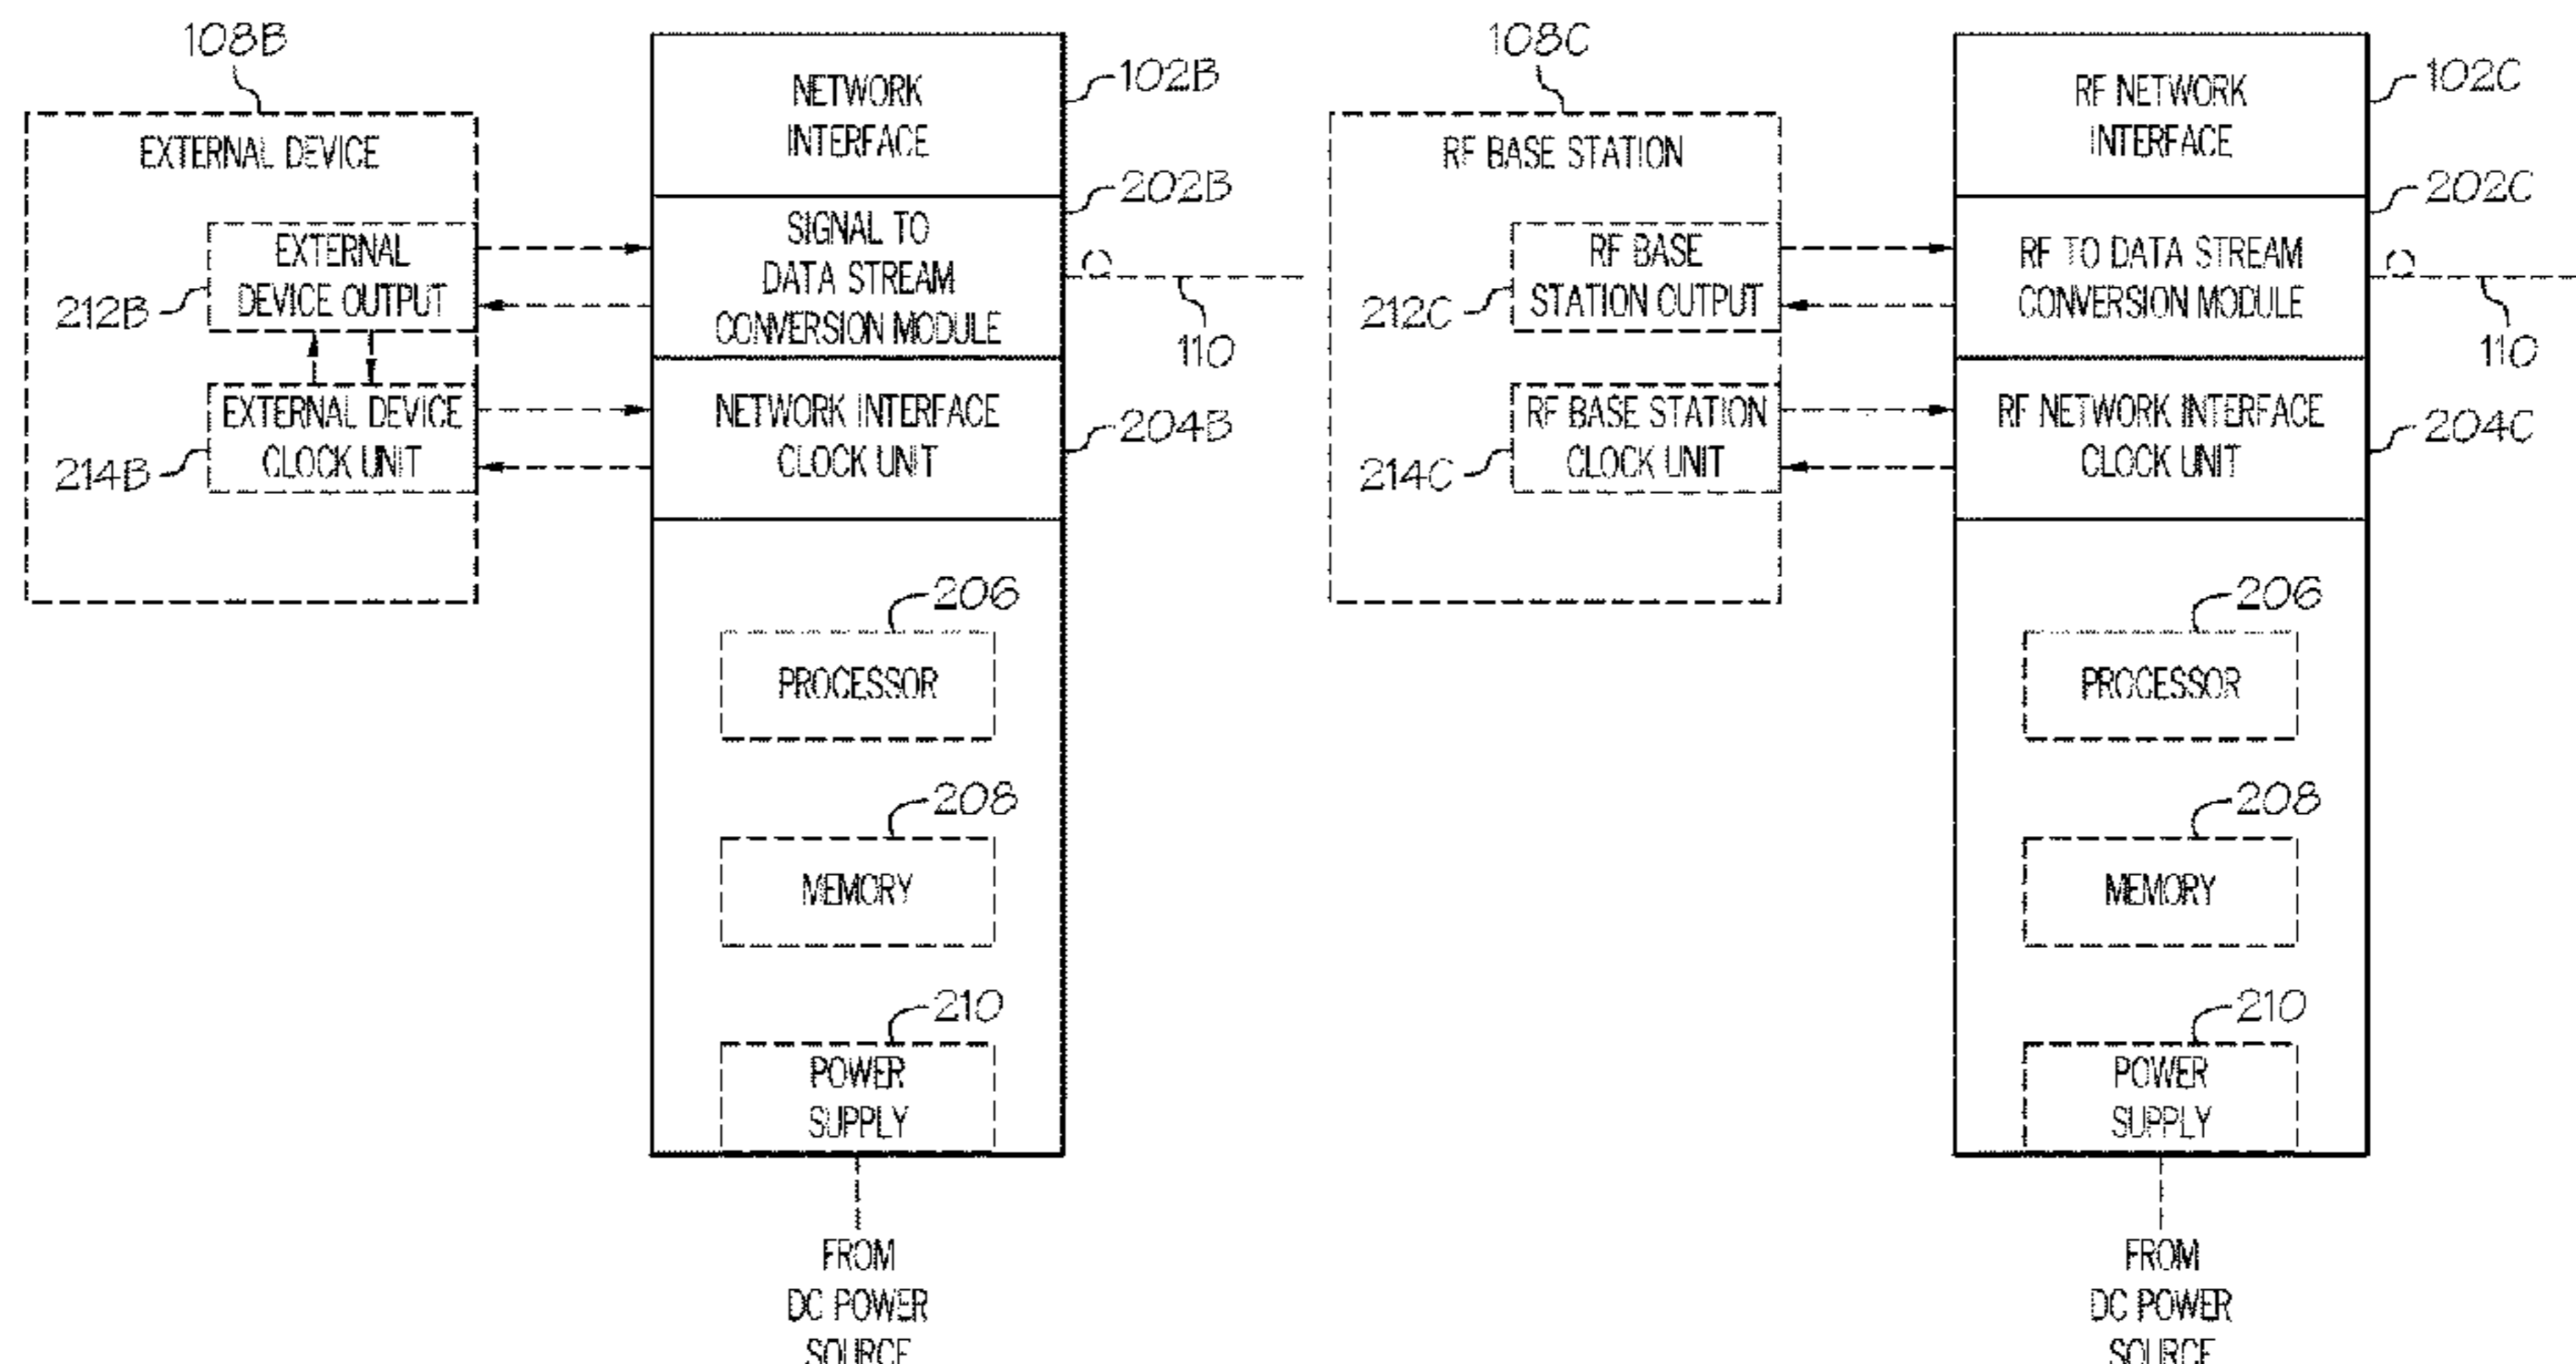 108B
EXTERNAL DEVICE
EXTERNAL
DEVICE OUTPUT
212B
EXTERNAL DEVICE
CLOCK UNIT
214B
NETWORK
INTERFACE
102B
202B
SIGNAL TO
DATA STREAM
CONVERSION MODULE
110
NETWORK INTERFACE
CLOCK UNIT
204B
206
PROCESSOR
208
MEMORY
210
POWER
SUPPLY
FROM
DC POWER
SOURCE
108C
RF BASE STATION
RF BASE
STATION OUTPUT
212C
RF BASE STATION
CLOCK UNIT
214C
RF NETWORK
INTERFACE
102C
202C
RF TO DATA STREAM
CONVERSION MODULE
110
RF NETWORK INTERFACE
CLOCK UNIT
204C
206
PROCESSOR
208
MEMORY
210
POWER
SUPPLY
FROM
DC POWER
SOURCE